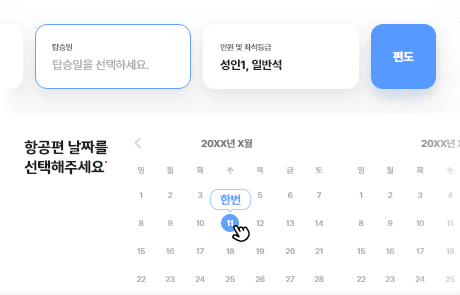 탑승일
탑승일을 선택하세요.
인원 및 좌석등급
성인1, 일반석
편도
항공편 날짜를
선택해주세요
20XX년 X월
20XX년 X
일 월 화 수 목 금 토 일 월 화 수
1 2 3 5 6 7 1 2 3 4
한번
8 9 10 11 12 13 14 8 9 10 11
15 16 17 18 19 20 21 15 16 17 18
22 23 24 25 26 27 28 22 23 24 25